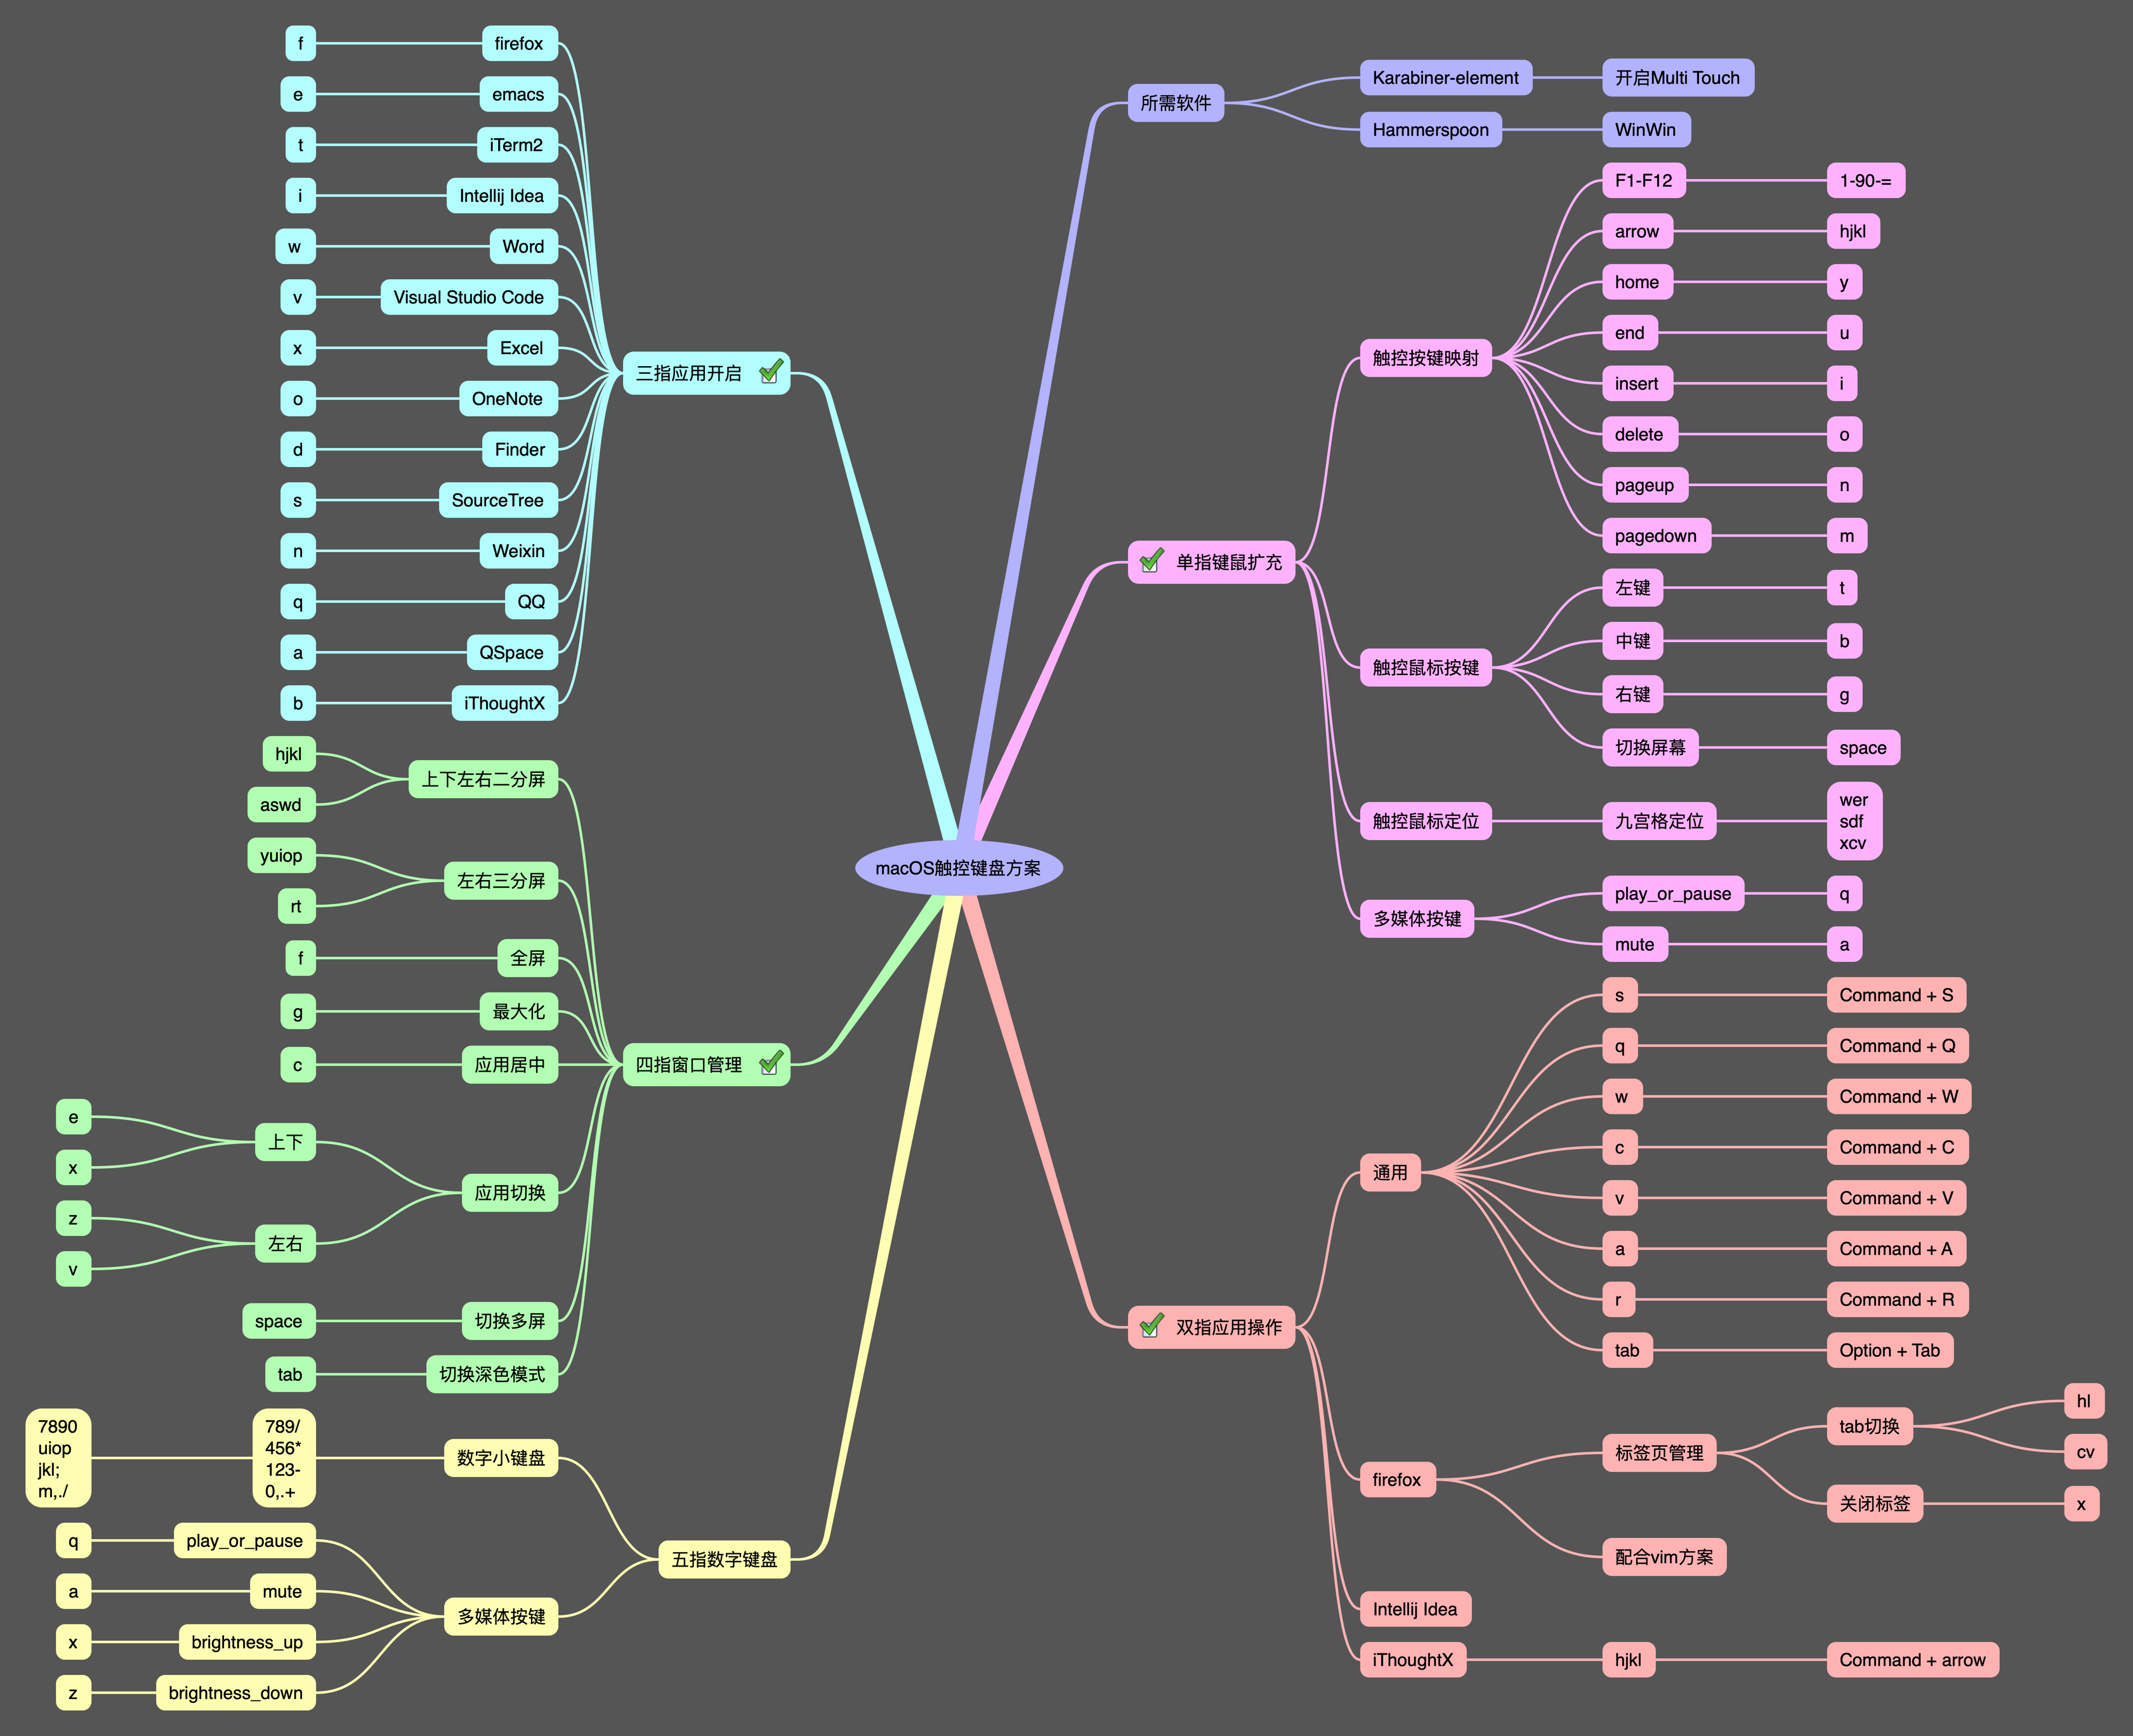 macOS触控键盘方案
所需软件
Karabiner-element
开启Multi Touch
Hammerspoon
WinWin
单指键鼠扩充
触控按键映射
F1-F12
1-90-=
arrow
hjkl
home
y
end
u
insert
i
delete
o
pageup
n
pagedown
m
触控鼠标按键
左键
t
中键
b
右键
g
切换屏幕
space
触控鼠标定位
九宫格定位
wer
sdf
xcv
多媒体按键
play_or_pause
q
mute
a
双指应用操作
通用
s
Command + S
q
Command + Q
w
Command + W
c
Command + C
v
Command + V
a
Command + A
r
Command + R
tab
Option + Tab
firefox
标签页管理
tab切换
hl
cv
关闭标签
x
配合vim方案
Intellij Idea
iThoughtX
hjkl
Command + arrow
三指应用开启
firefox
f
emacs
e
iTerm2
t
Intellij Idea
i
Word
w
Visual Studio Code
v
Excel
x
OneNote
o
Finder
d
SourceTree
s
Weixin
n
QQ
q
QSpace
a
iThoughtX
b
四指窗口管理
上下左右二分屏
hjkl
aswd
左右三分屏
yuiop
rt
全屏
f
最大化
g
应用居中
c
应用切换
上下
e
x
左右
z
v
切换多屏
space
切换深色模式
tab
五指数字键盘
数字小键盘
789/
456*
123-
0,.+
7890
uiop
jkl;
m,./
多媒体按键
play_or_pause
q
mute
a
brightness_up
x
brightness_down
z